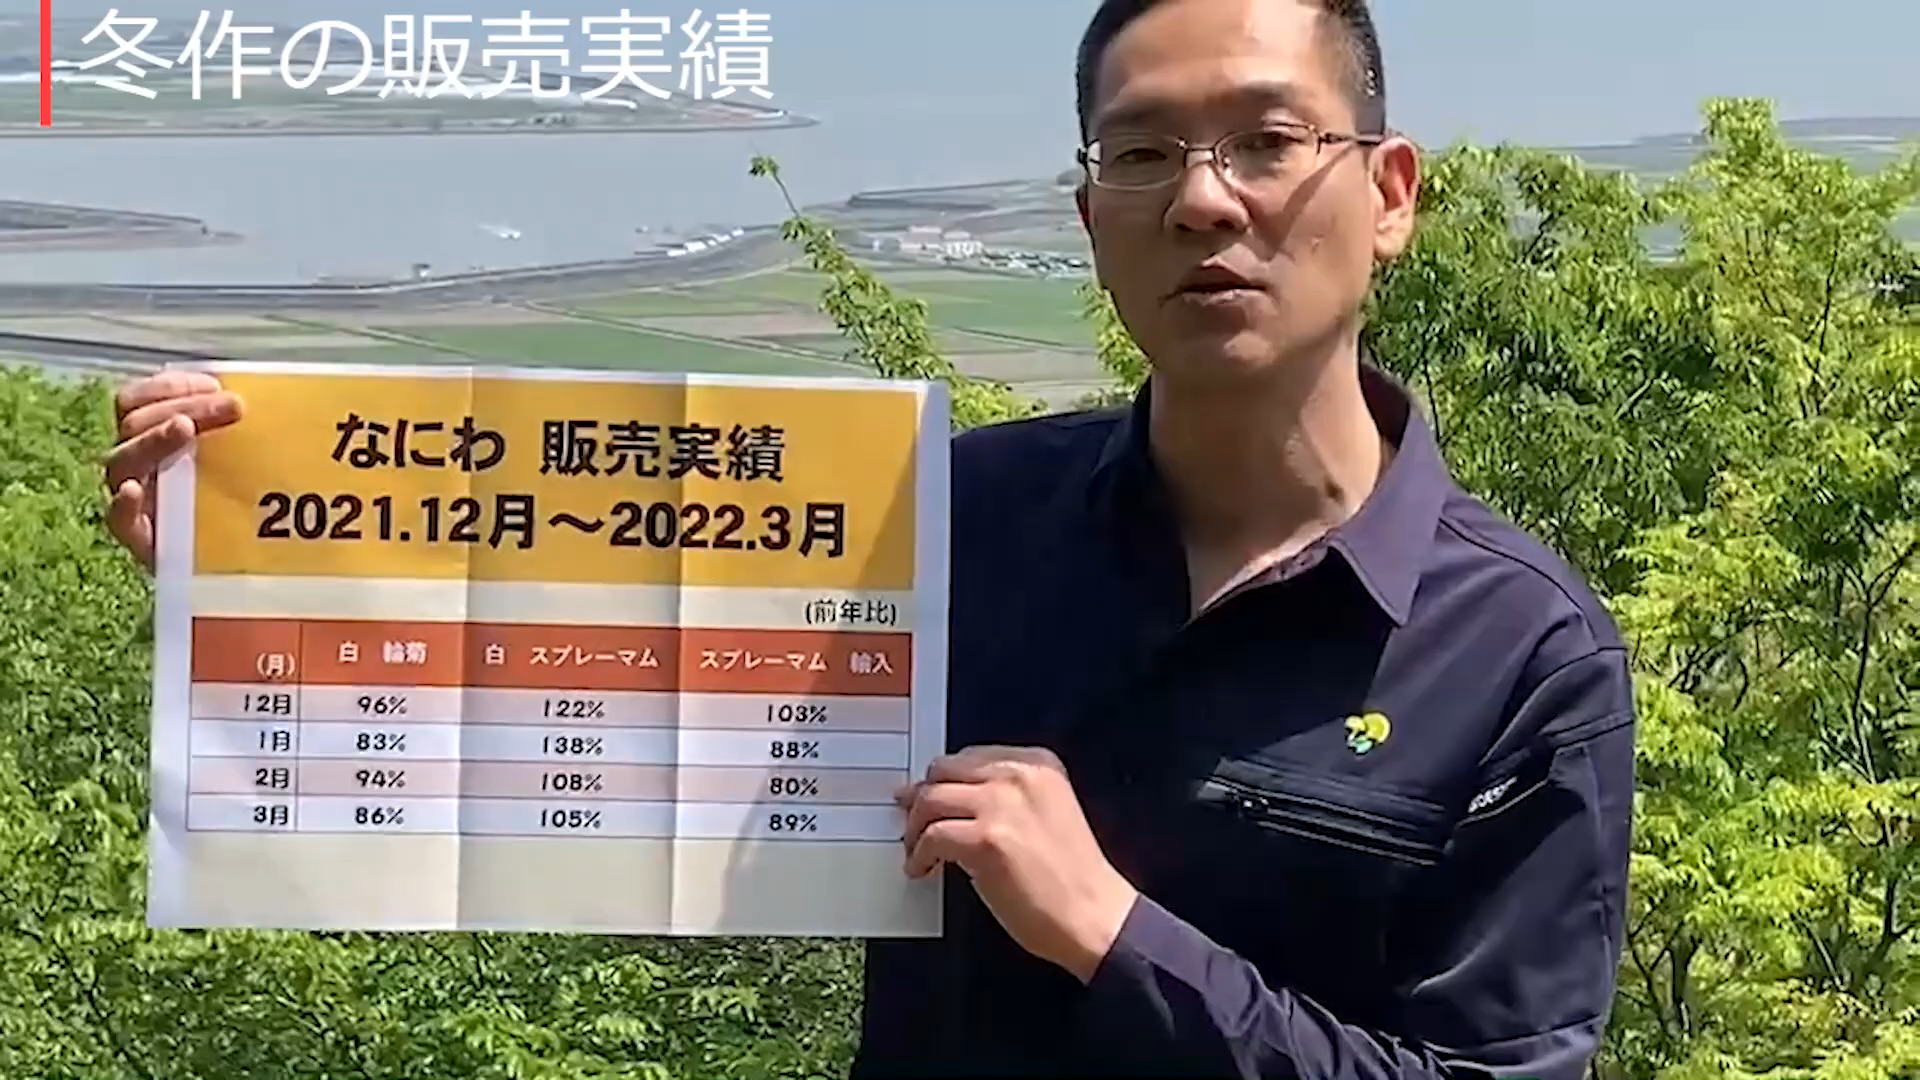 冬作の販売実績
なにわ 販売実績
2021.12月～2022.3月
(前年比)
(月) 白 輪菊 白 スプレーマム スプレーマム 輸入
12月 96% 122% 103%
1月 83% 138% 88%
2月 94% 108% 80%
3月 86% 105% 89%